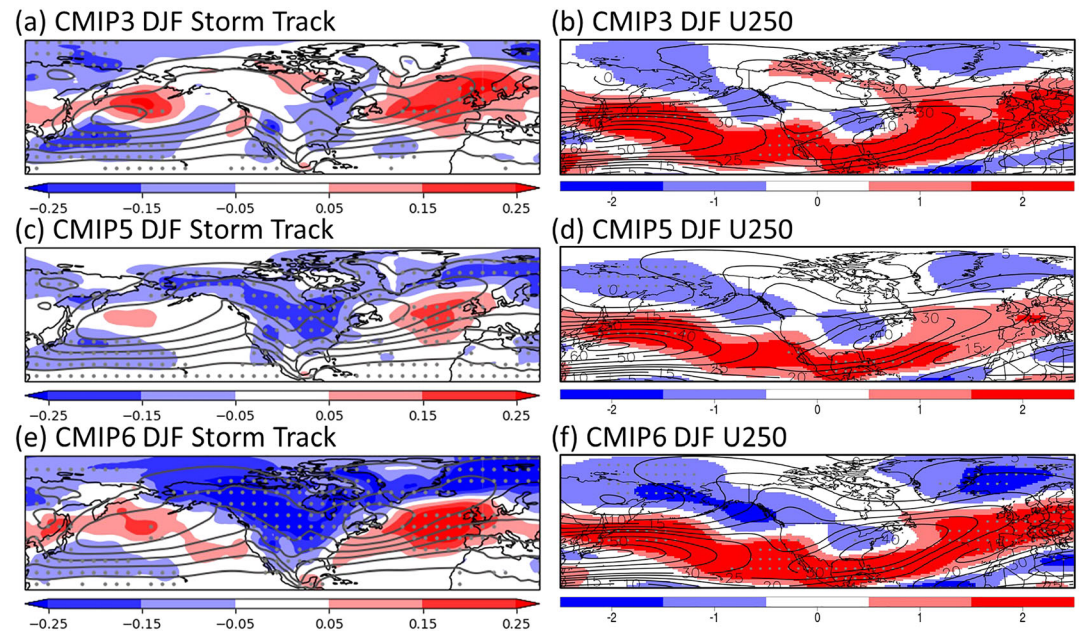 (a) CMIP3 DJF Storm Track
(b) CMIP3 DJF U250
−0.25 −0.15 −0.05 0.05 0.15 0.25
-2 -1 0 1 2
(c) CMIP5 DJF Storm Track
(d) CMIP5 DJF U250
−0.25 −0.15 −0.05 0.05 0.15 0.25
-2 -1 0 1 2
(e) CMIP6 DJF Storm Track
(f) CMIP6 DJF U250
−0.25 −0.15 −0.05 0.05 0.15 0.25
-2 -1 0 1 2